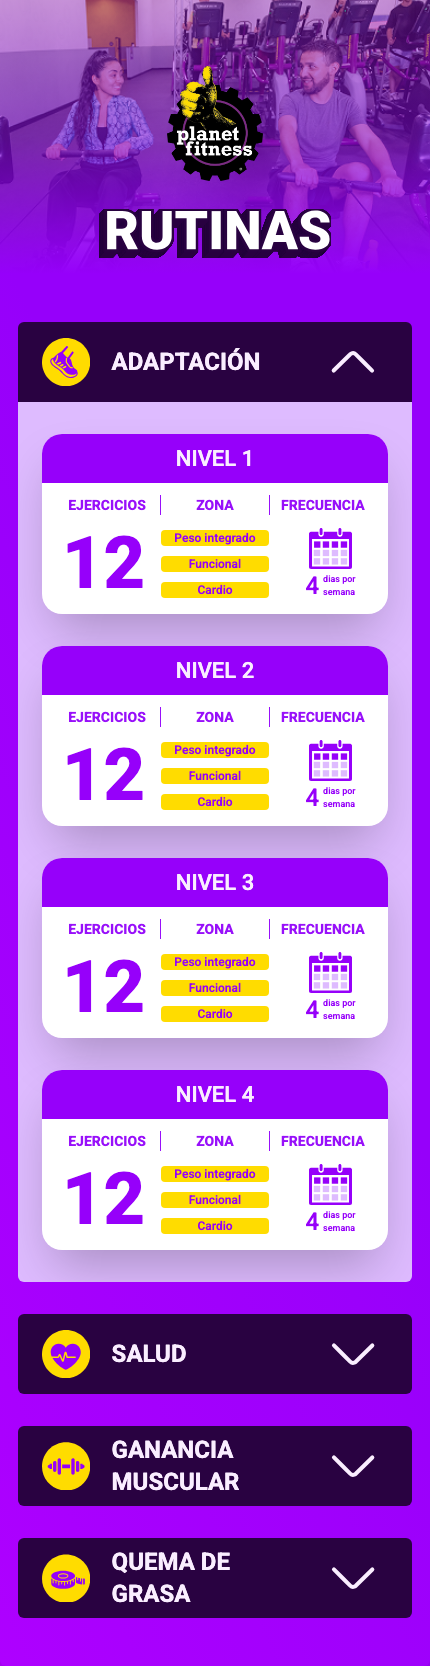 planet
fitness
RUTINAS
ADAPTACIÓN
NIVEL 1
EJERCICIOS
ZONA
FRECUENCIA
12
Peso integrado
Funcional
Cardio
4 dias por
semana
NIVEL 2
EJERCICIOS
ZONA
FRECUENCIA
12
Peso integrado
Funcional
Cardio
4 dias por
semana
NIVEL 3
EJERCICIOS
ZONA
FRECUENCIA
12
Peso integrado
Funcional
Cardio
4 dias por
semana
NIVEL 4
EJERCICIOS
ZONA
FRECUENCIA
12
Peso integrado
Funcional
Cardio
4 dias por
semana
SALUD
GANANCIA
MUSCULAR
QUEMA DE
GRASA